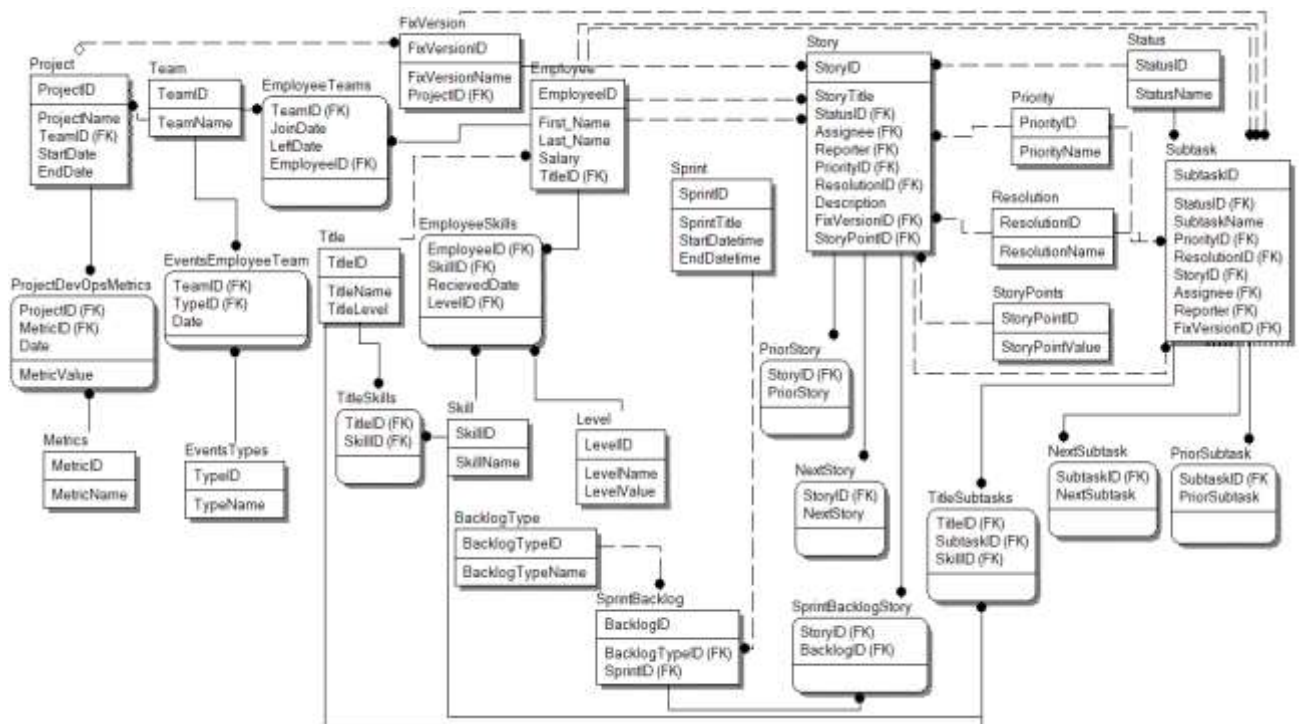 FixVersion
FixVersionID
FixVersionName
ProjectID (FK)
Project
ProjectID
ProjectName
TeamID (FK)
StartDate
EndDate
Team
TeamID
TeamName
EmployeeTeams
TeamID (FK)
JoinDate
LeftDate
EmployeeID (FK)
Employee
EmployeeID
First_Name
Last_Name
Salary
TitleID (FK)
Story
StoryID
StoryTitle
StatusID (FK)
Assignee (FK)
Reporter (FK)
PriorityID (FK)
ResolutionID (FK)
Description
FixVersionID (FK)
StoryPointID (FK)
Status
StatusID
StatusName
Priority
PriorityID
PriorityName
Subtask
SubtaskID
StatusID (FK)
SubtaskName
PriorityID (FK)
ResolutionID (FK)
StoryID (FK)
Assignee (FK)
Reporter (FK)
FixVersionID (FK)
Sprint
SprintID
SprintTitle
StartDatetime
EndDatetime
Resolution
ResolutionID
ResolutionName
StoryPoints
StoryPointID
StoryPointValue
EmployeeSkills
EmployeeID (FK)
SkillID (FK)
RecievedDate
LevelID (FK)
Title
TitleID
TitleName
TitleLevel
EventsEmployeeTeam
TeamID (FK)
TypeID (FK)
Date
ProjectDevOpsMetrics
ProjectID (FK)
MetricID (FK)
Date
MetricValue
PriorStory
StoryID (FK)
PriorStory
TitleSkills
TitleID (FK)
SkillID (FK)
Skill
SkillID
SkillName
Level
LevelID
LevelName
LevelValue
Metrics
MetricID
MetricName
EventsTypes
TypeID
TypeName
NextStory
StoryID (FK)
NextStory
NextSubtask
SubtaskID (FK)
NextSubtask
PriorSubtask
SubtaskID (FK
PriorSubtask
TitleSubtasks
TitleID (FK)
SubtaskID (FK)
SkillID (FK)
BacklogType
BacklogTypeID
BacklogTypeName
SprintBacklog
BacklogID
BacklogTypeID (FK)
SprintID (FK)
SprintBacklogStory
StoryID (FK)
BacklogID (FK)